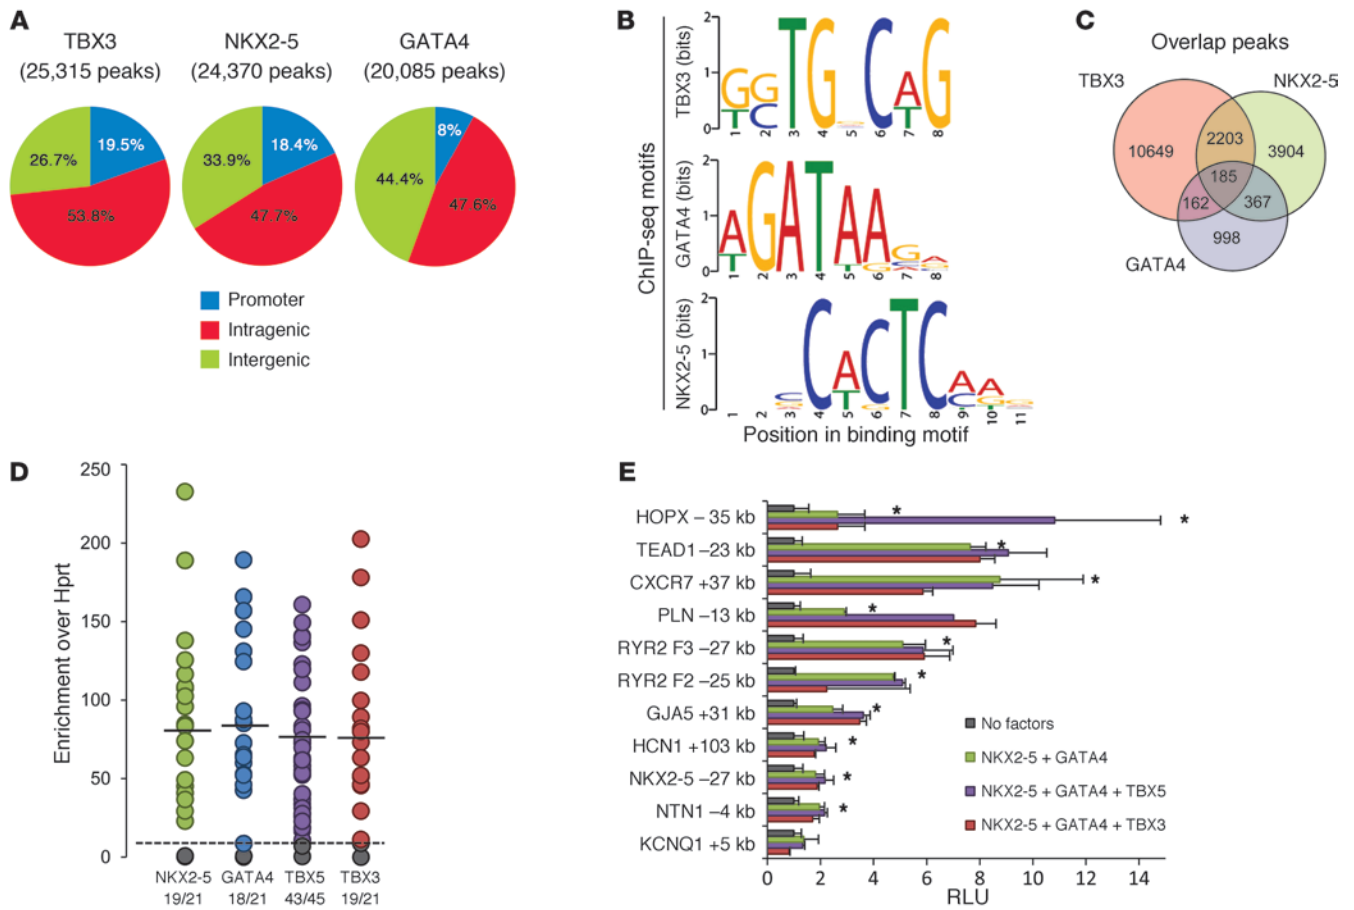 A
TBX3
(25,315 peaks)
NKX2-5
(24,370 peaks)
GATA4
(20,085 peaks)
19.5%
26.7%
53.8%
18.4%
33.9%
47.7%
8%
44.4%
47.6%
Promoter
Intragenic
Intergenic
B
ChIP-seq motifs
TBX3 (bits)
2
1
0
1 2 3 4 5 6 7 8
GATA4 (bits)
2
1
0
1 2 3 4 5 6 7 8
NKX2-5 (bits)
2
1
0
1 2 3 4 5 6 7 8 9 10 11
Position in binding motif
C
Overlap peaks
TBX3
NKX2-5
10649
2203
3904
185
162
367
998
GATA4
D
Enrichment over Hprt
250
200
150
100
50
0
NKX2-5 GATA4 TBX5 TBX3
19/21 18/21 43/45 19/21
E
HOPX – 35 kb
TEAD1 –23 kb
CXCR7 +37 kb
PLN –13 kb
RYR2 F3 –27 kb
RYR2 F2 –25 kb
GJA5 +31 kb
HCN1 +103 kb
NKX2-5 –27 kb
NTN1 –4 kb
KCNQ1 +5 kb
* * * * * * * * * * *
No factors
NKX2-5 + GATA4
NKX2-5 + GATA4 + TBX5
NKX2-5 + GATA4 + TBX3
0 2 4 6 8 10 12 14
RLU